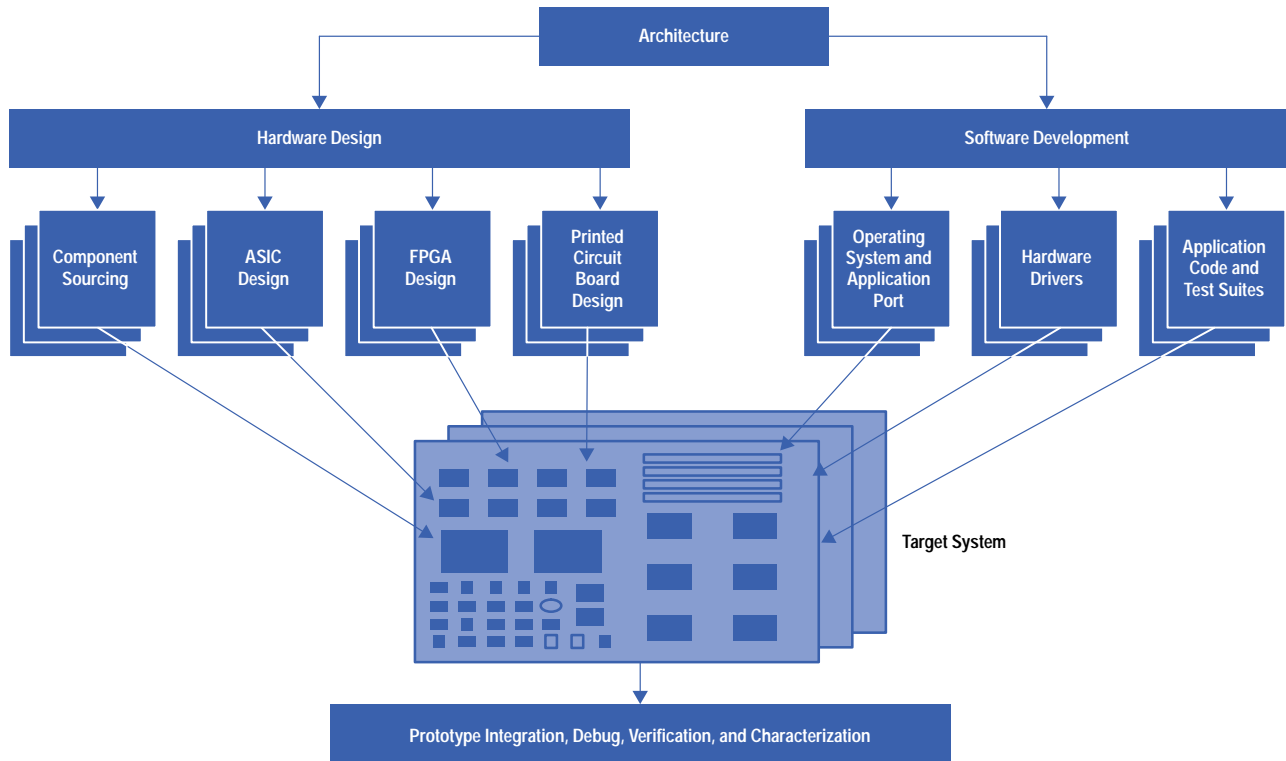 Architecture
Hardware Design
Software Development
Component
Sourcing
ASIC
Design
FPGA
Design
Printed
Circuit
Board
Design
Operating
System and
Application
Port
Hardware
Drivers
Application
Code and
Test Suites
Target System
Prototype Integration, Debug, Verification, and Characterization